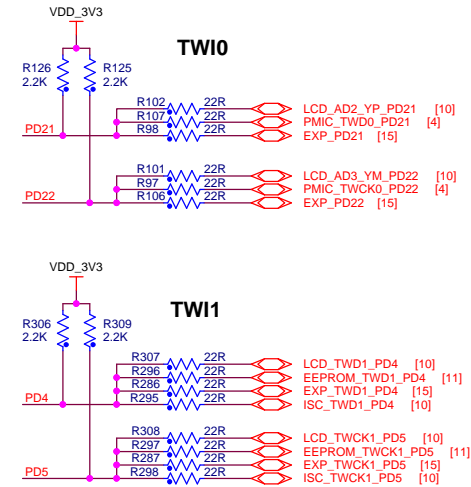 VDD_3V3
TWI0
R126 R125
2.2K 2.2K
R102 22R LCD_AD2_YP_PD21 [10]
R107 22R PMIC_TWD0_PD21 [4]
PD21 R98 22R EXP_PD21 [15]
R101 22R LCD_AD3_YM_PD22 [10]
R97 22R PMIC_TWCK0_PD22 [4]
PD22 R106 22R EXP_PD22 [15]
VDD_3V3
TWI1
R306 R309
2.2K 2.2K
R307 22R LCD_TWD1_PD4 [10]
R296 22R EEPROM_TWD1_PD4 [11]
R286 22R EXP_TWD1_PD4 [15]
PD4 R295 22R ISC_TWD1_PD4 [10]
R308 22R LCD_TWCK1_PD5 [10]
R297 22R EEPROM_TWCK1_PD5 [11]
R287 22R EXP_TWCK1_PD5 [15]
PD5 R298 22R ISC_TWCK1_PD5 [10]